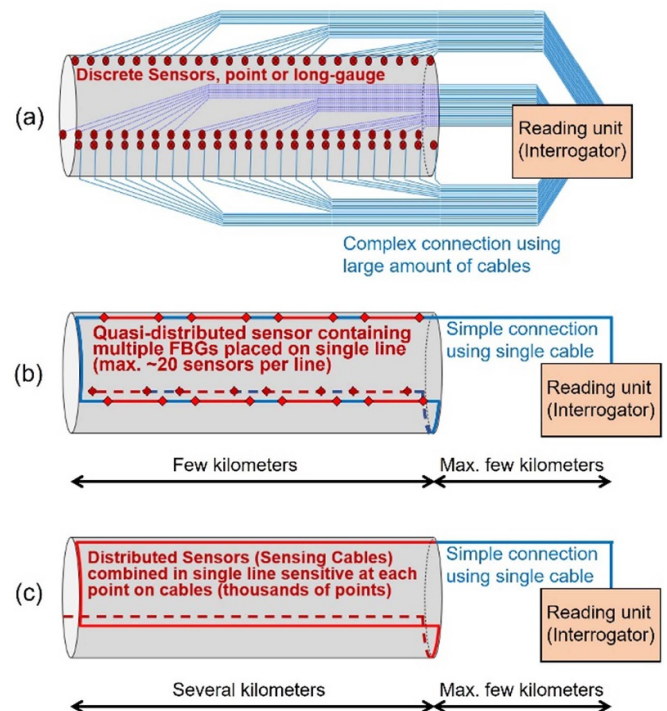 Discrete Sensors, point or long-gauge
(a)
Reading unit
(Interrogator)
Complex connection using
large amount of cables
Quasi-distributed sensor containing
multiple FBGs placed on single line
(max. ~20 sensors per line)
Simple connection
using single cable
(b)
Reading unit
(Interrogator)
Few kilometers
Max. few kilometers
Distributed Sensors (Sensing Cables)
combined in single line sensitive at each
point on cables (thousands of points)
Simple connection
using single cable
(c)
Reading unit
(Interrogator)
Several kilometers
Max. few kilometers